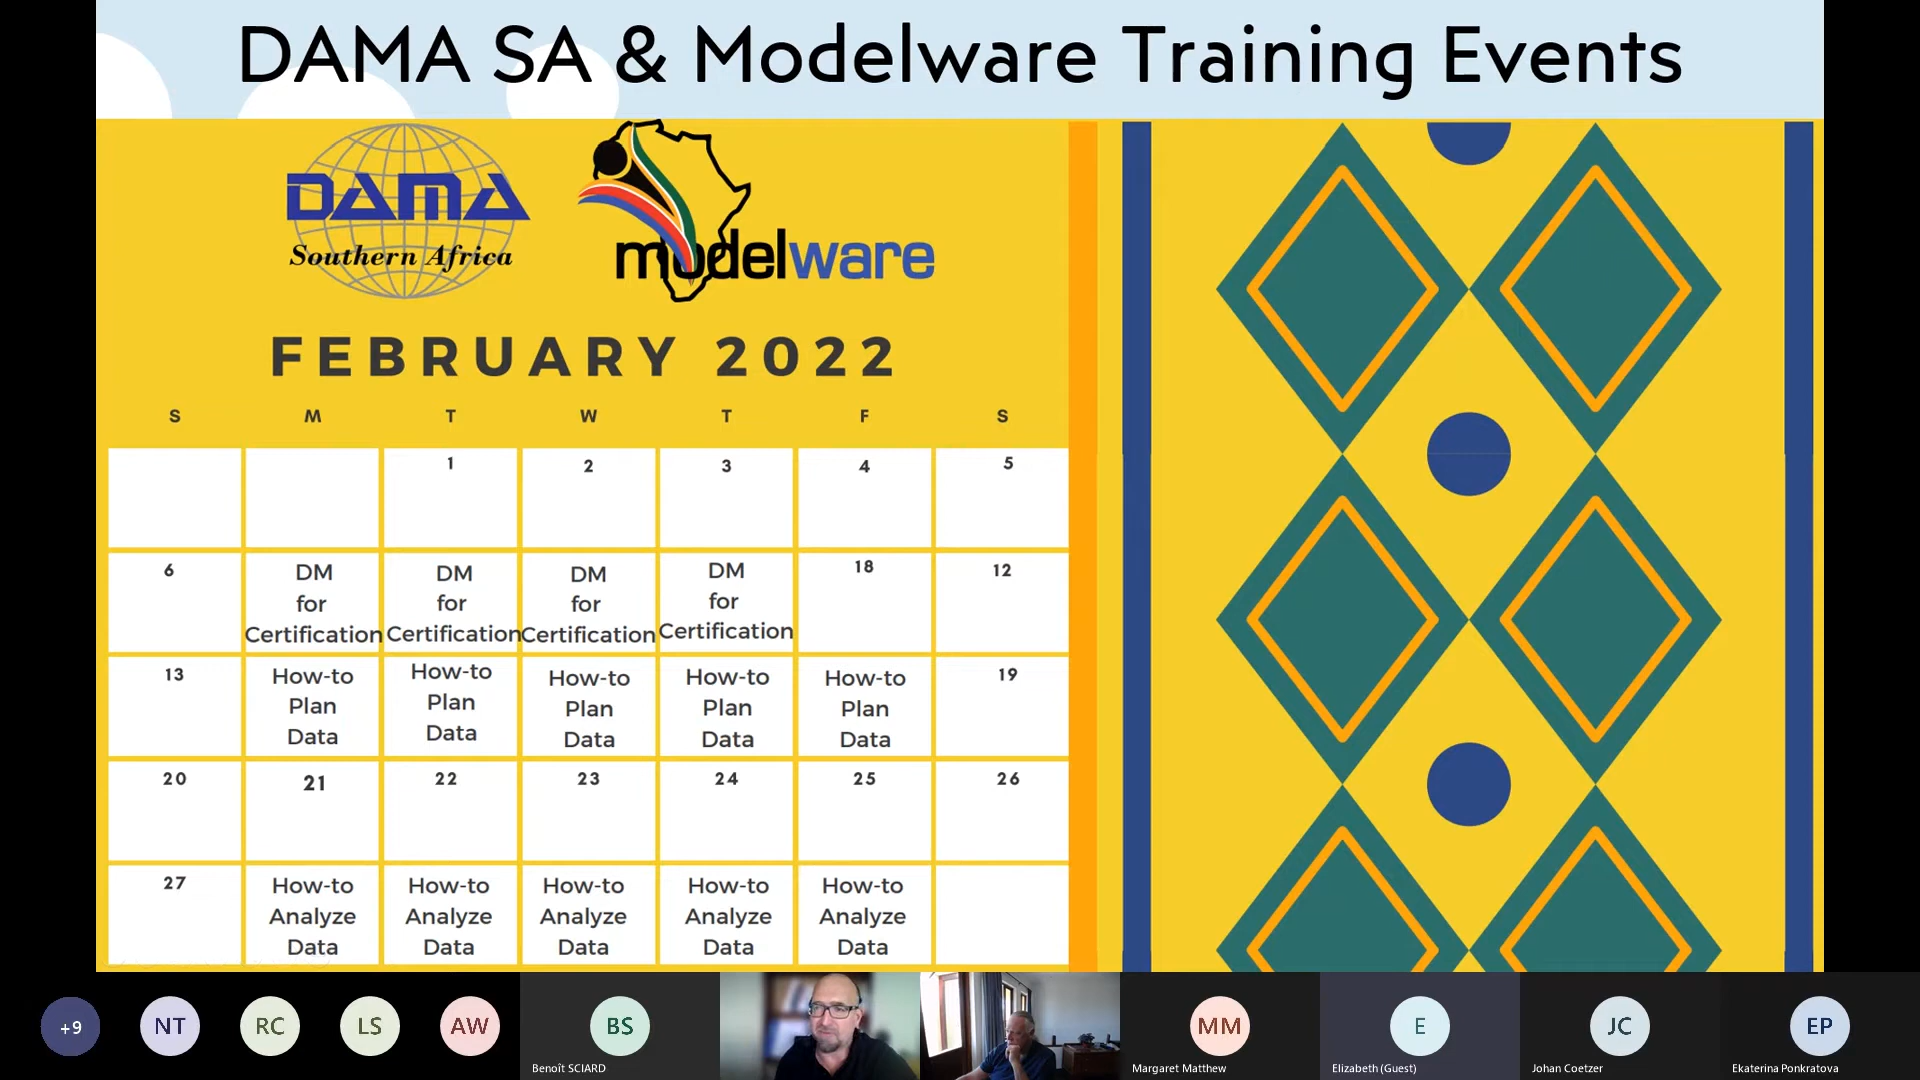 DAMA SA & Modelware Training Events
DAMA
Southern Africa
modelware
FEBRUARY 2022
S M T W T F S
1 2 3 4 5
6 DM for Certification DM for Certification DM for Certification DM for Certification 18 12
13 How-to Plan Data How-to Plan Data How-to Plan Data How-to Plan Data How-to Plan Data 19
20 21 22 23 24 25 26
27 How-to Analyze Data How-to Analyze Data How-to Analyze Data How-to Analyze Data How-to Analyze Data
+9 NT RC LS AW BS MM E JC EP
Benoît SCIARD Margaret Matthew Elizabeth (Guest) Johan Coetzer Ekaterina Ponkratova